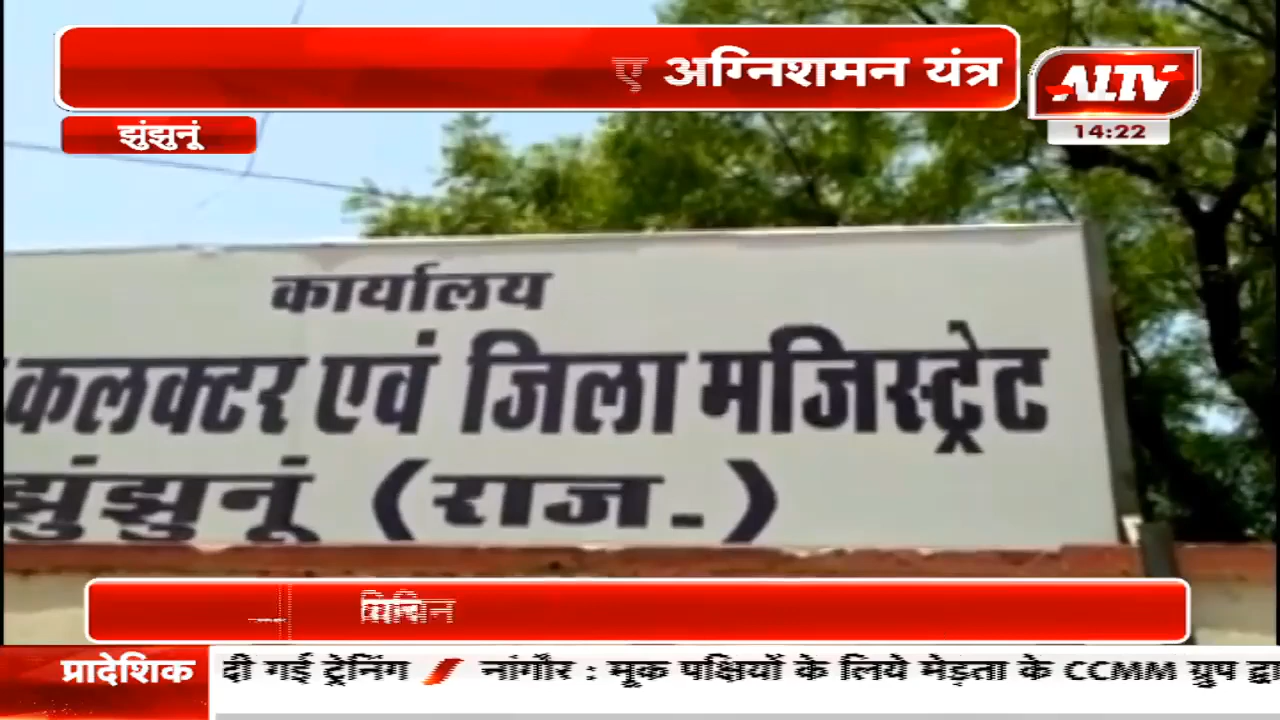 अग्निशमन यंत्र
ALTV
14:22
झुंझुनूं
कार्यालय
कलक्टर एवं जिला मजिस्ट्रेट
झुंझुनूं (राज.)
प्रादेशिक
दी गई ट्रेनिंग / नांगौर : मूक पक्षियों के लिये मेड़ता के CCMM ग्रुप द्वा